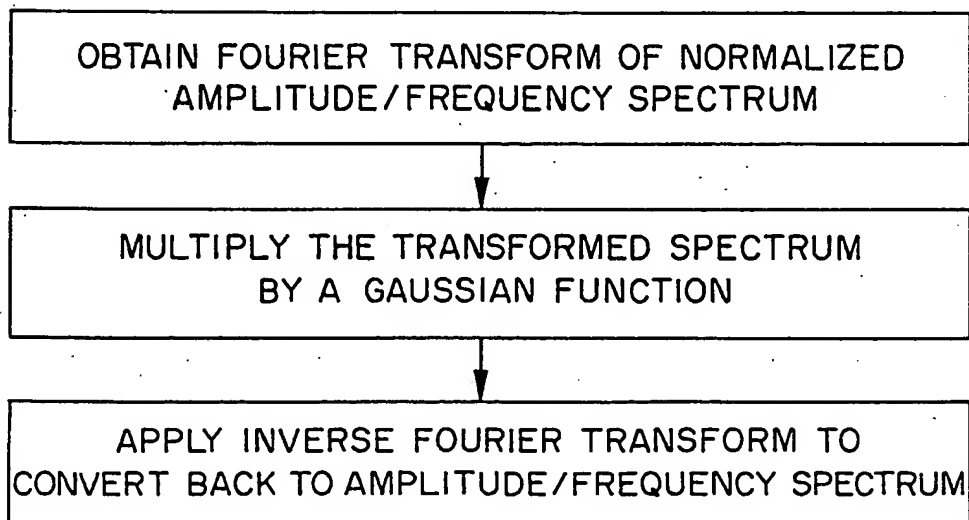 OBTAIN FOURIER TRANSFORM OF NORMALIZED
AMPLITUDE/FREQUENCY SPECTRUM
MULTIPLY THE TRANSFORMED SPECTRUM
BY A GAUSSIAN FUNCTION
APPLY INVERSE FOURIER TRANSFORM TO
CONVERT BACK TO AMPLITUDE/FREQUENCY SPECTRUM